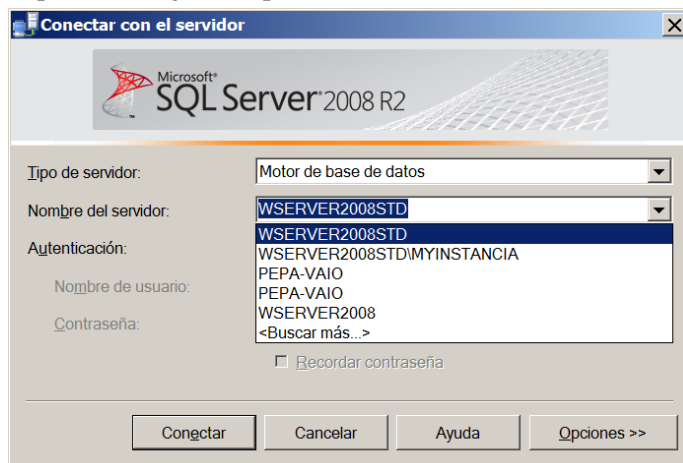 Conectar con el servidor
Microsoft®
SQL Server® 2008 R2
Tipo de servidor: Motor de base de datos
Nombre del servidor: WSERVER2008STD
WSERVER2008STD
Autenticación: WSERVER2008STD\MYINSTANCIA
PEPA-VAIO
Nombre de usuario: PEPA-VAIO
WSERVER2008
Contraseña: <Buscar más...>
Recordar contraseña
Conectar Cancelar Ayuda Opciones >>